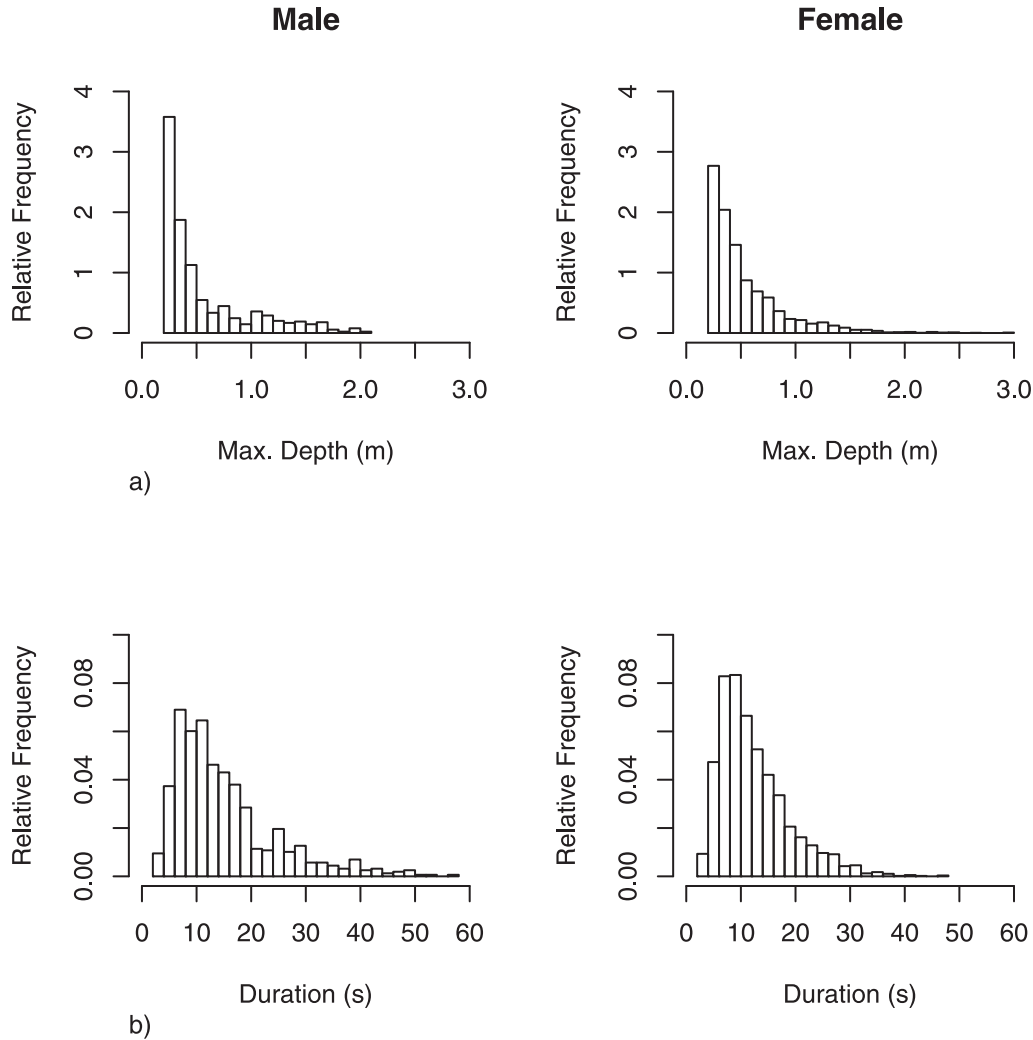 Male
Female
Relative Frequency
0 1 2 3 4
0.0 1.0 2.0 3.0
Max. Depth (m)
Relative Frequency
0 1 2 3 4
0.0 1.0 2.0 3.0
Max. Depth (m)
a)
Relative Frequency
0.00 0.04 0.08
0 10 20 30 40 50 60
Duration (s)
Relative Frequency
0.00 0.04 0.08
0 10 20 30 40 50 60
Duration (s)
b)